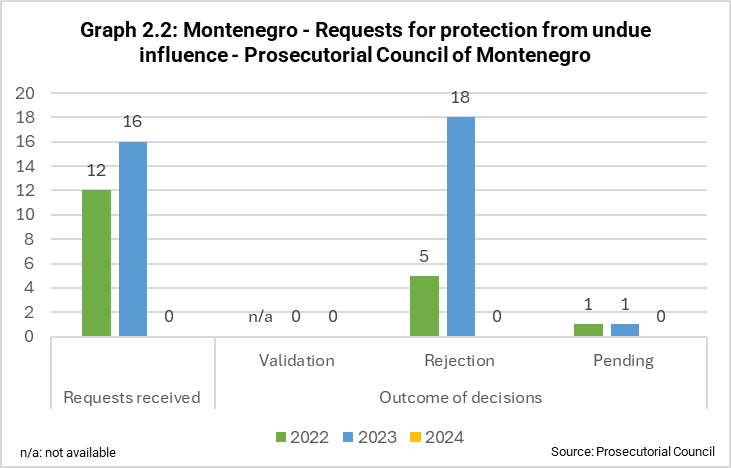 Graph 2.2: Montenegro - Requests for protection from undue
influence - Prosecutorial Council of Montenegro
20
18
16
14
12
10
8
6
4
2
0
12
16
0
n/a
0
0
5
18
0
1
1
0
Validation
Rejection
Pending
Requests received
Outcome of decisions
2022
2023
2024
n/a: not available
Source: Prosecutorial Council